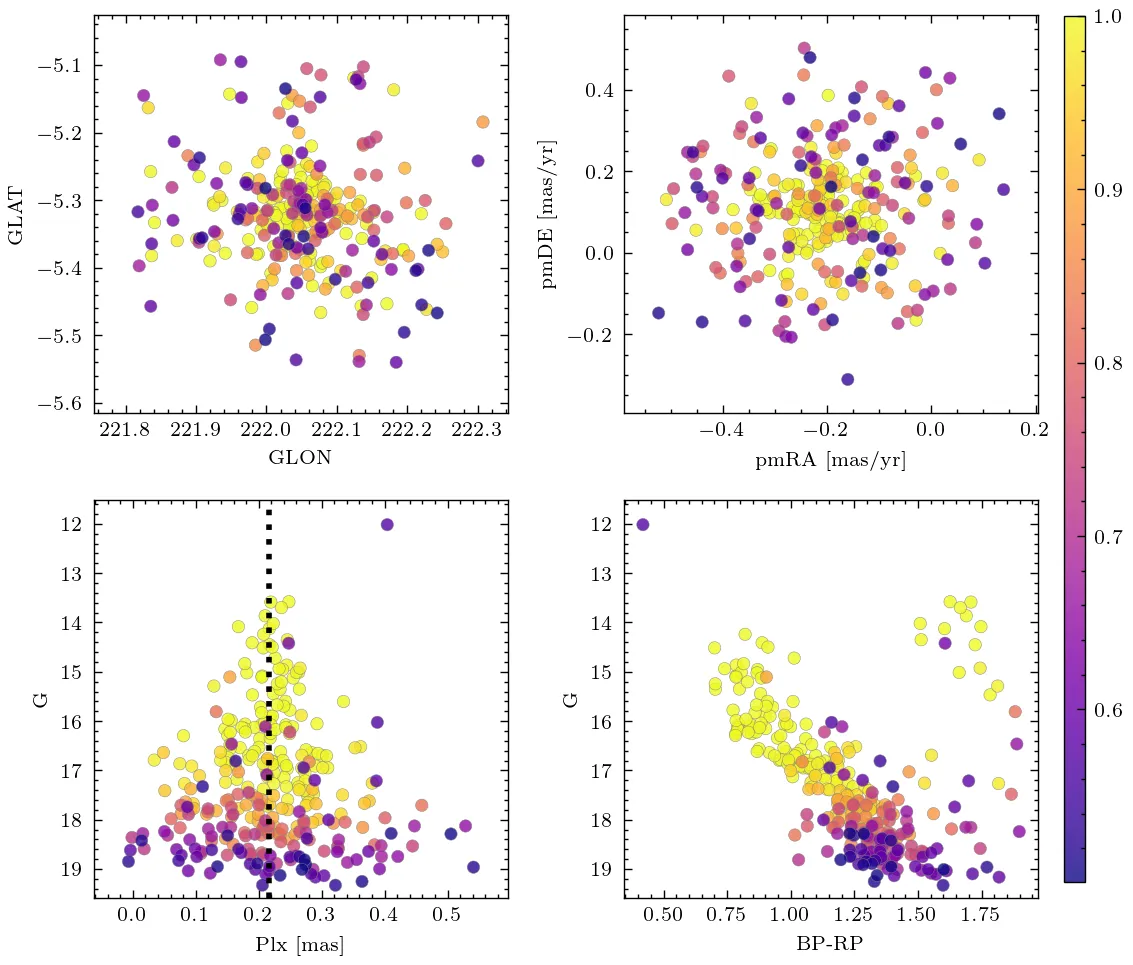 −5.1
−5.2
−5.3
−5.4
−5.5
−5.6
GLAT
221.8 221.9 222.0 222.1 222.2 222.3
GLON
0.4
0.2
0.0
−0.2
pmDE [mas/yr]
−0.4 −0.2 0.0 0.2
pmRA [mas/yr]
12
13
14
15
16
17
18
19
G
0.0 0.1 0.2 0.3 0.4 0.5
Plx [mas]
12
13
14
15
16
17
18
19
G
0.50 0.75 1.00 1.25 1.50 1.75
BP-RP
1.0
0.9
0.8
0.7
0.6